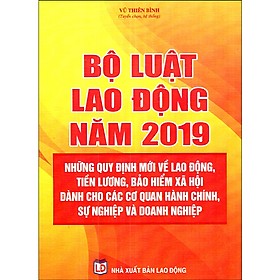 VŨ THIÊN BÌNH
(Tuyển chọn, hệ thống)
BỘ LUẬT
LAO ĐỘNG
NĂM 2019
NHỮNG QUY ĐỊNH MỚI VỀ LAO ĐỘNG,
TIỀN LƯƠNG, BẢO HIỂM XÃ HỘI
DÀNH CHO CÁC CƠ QUAN HÀNH CHÍNH,
SỰ NGHIỆP VÀ DOANH NGHIỆP
NHÀ XUẤT BẢN LAO ĐỘNG